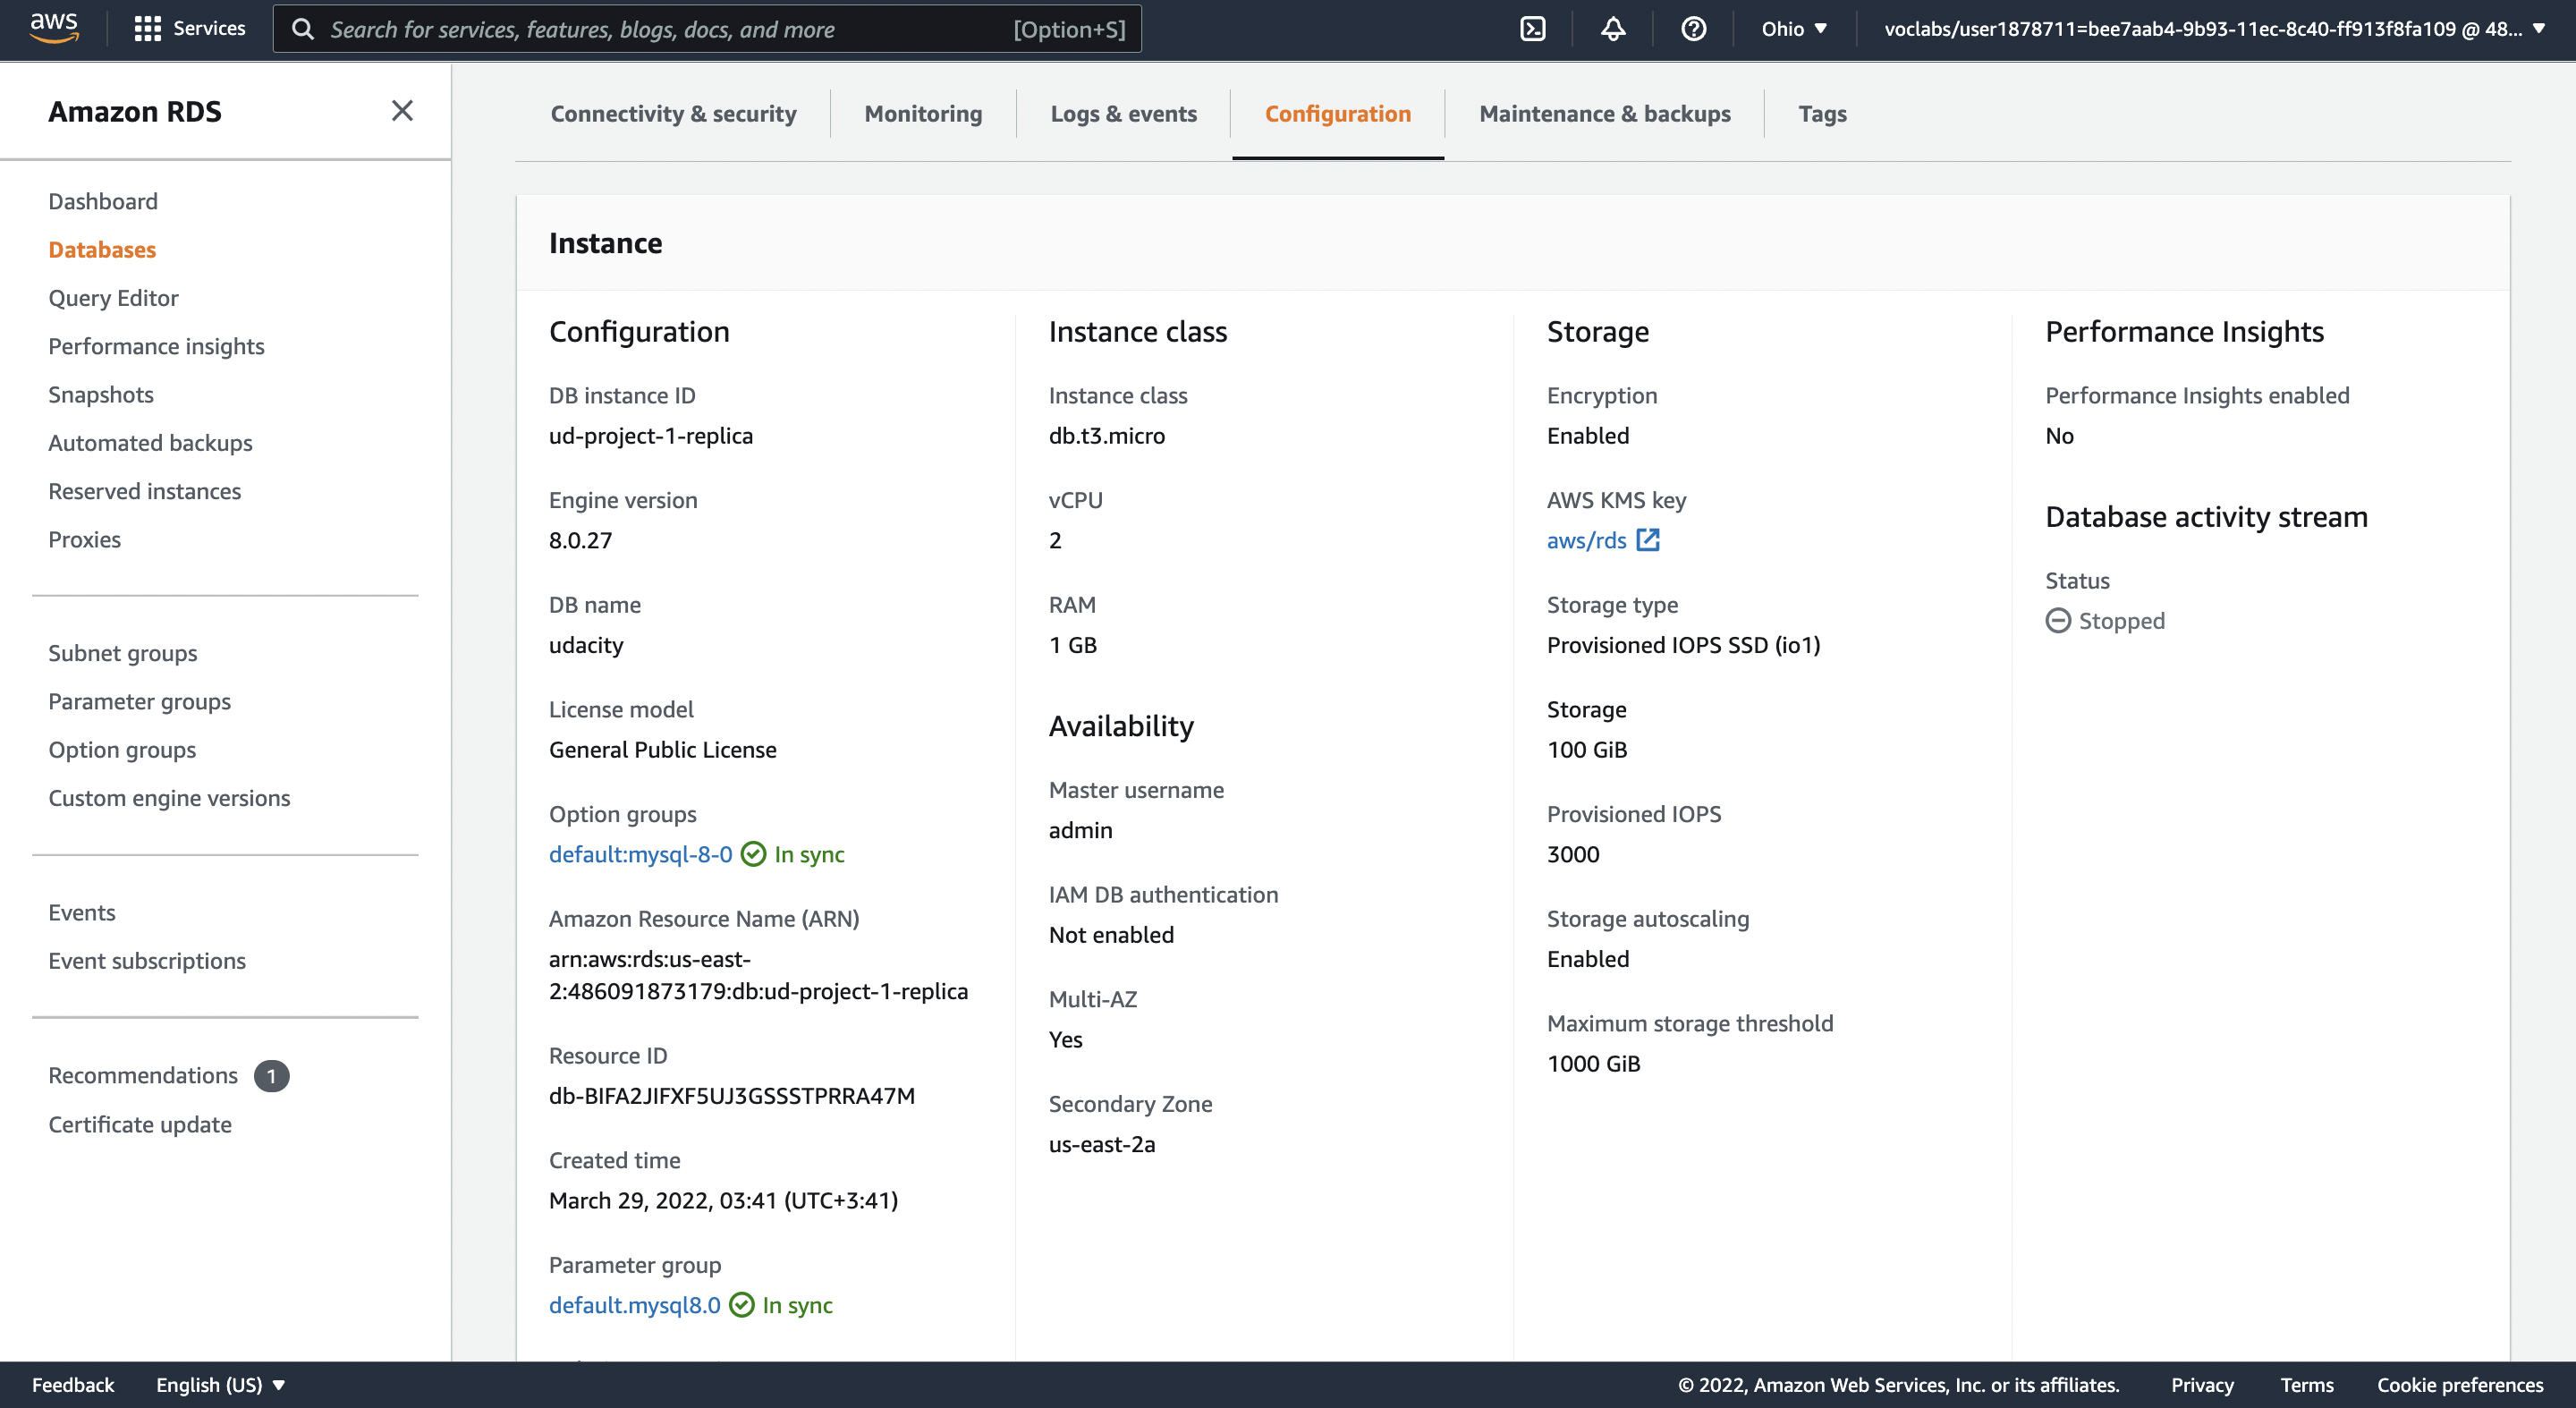 aws
Services
Search for services, features, blogs, docs, and more
[Option+S]
Ohio
voclabs/user1878711=bee7aab4-9b93-11ec-8c40-ff913f8fa109 @ 48...
Amazon RDS
Dashboard
Databases
Query Editor
Performance insights
Snapshots
Automated backups
Reserved instances
Proxies
Subnet groups
Parameter groups
Option groups
Custom engine versions
Events
Event subscriptions
Recommendations 1
Certificate update
Connectivity & security
Monitoring
Logs & events
Configuration
Maintenance & backups
Tags
Instance
Configuration
DB instance ID
ud-project-1-replica
Engine version
8.0.27
DB name
udacity
License model
General Public License
Option groups
default:mysql-8-0 In sync
Amazon Resource Name (ARN)
arn:aws:rds:us-east-
2:486091873179:db:ud-project-1-replica
Resource ID
db-BIFA2JIFXF5UJ3GSSSTPRRA47M
Created time
March 29, 2022, 03:41 (UTC+3:41)
Parameter group
default.mysql8.0 In sync
Instance class
Instance class
db.t3.micro
vCPU
2
RAM
1 GB
Availability
Master username
admin
IAM DB authentication
Not enabled
Multi-AZ
Yes
Secondary Zone
us-east-2a
Storage
Encryption
Enabled
AWS KMS key
aws/rds
Storage type
Provisioned IOPS SSD (io1)
Storage
100 GiB
Provisioned IOPS
3000
Storage autoscaling
Enabled
Maximum storage threshold
1000 GiB
Performance Insights
Performance Insights enabled
No
Database activity stream
Status
Stopped
Feedback
English (US)
© 2022, Amazon Web Services, Inc. or its affiliates.
Privacy
Terms
Cookie preferences